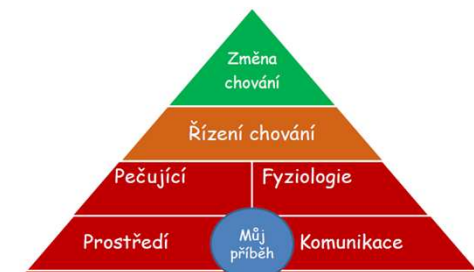 Změna
chování
Řízení chování
Pečující
Fyziologie
Prostředí
Můj
příběh
Komunikace